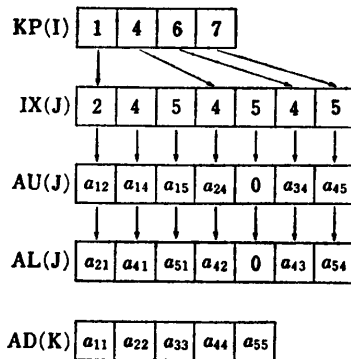 KP(I) 1 4 6 7
IX(J) 2 4 5 4 5 4 5
AU(J) a12 a14 a15 a24 0 a34 a45
AL(J) a21 a41 a51 a42 0 a43 a54
AD(K) a11 a22 a33 a44 a55